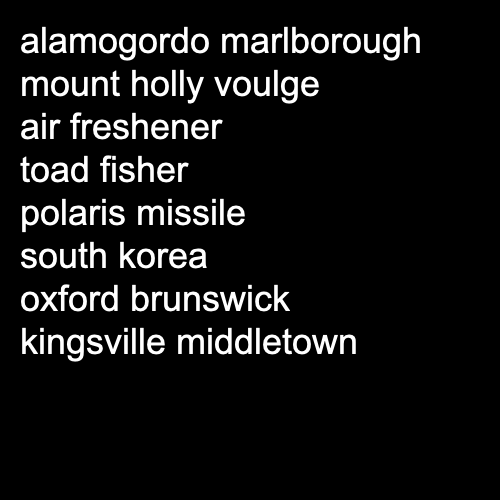 alamogordo marlborough
mount holly voulge
air freshener
toad fisher
polaris missile
south korea
oxford brunswick
kingsville middletown